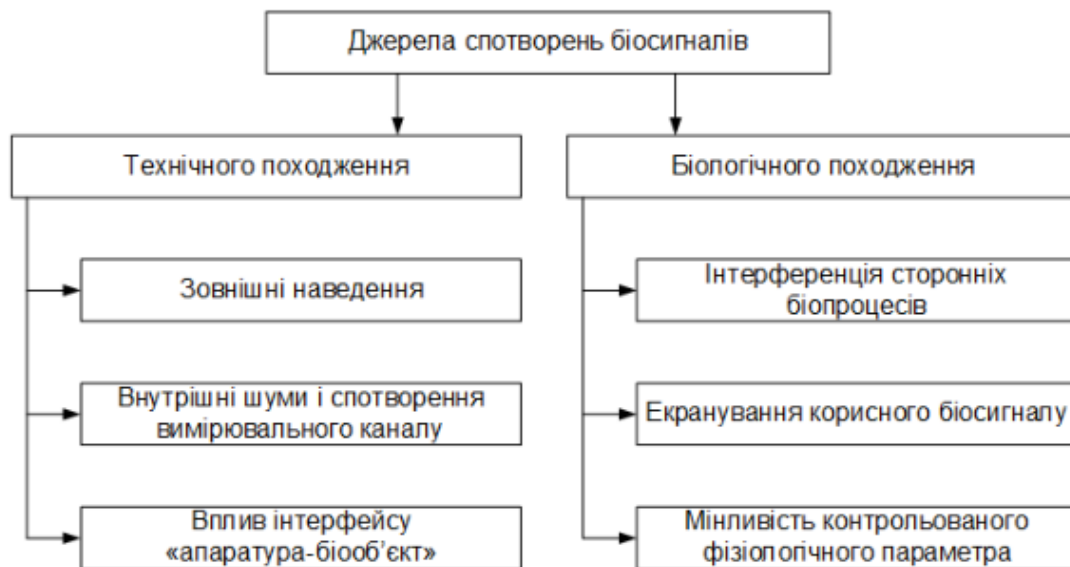 Джерела спотворень біосигналів
Технічного походження
Зовнішні наведення
Внутрішні шуми і спотворення
вимірювального каналу
Вплив інтерфейсу
«апаратура-біооб’єкт»
Біологічного походження
Інтерференція сторонніх
біопроцесів
Екранування корисного біосигналу
Мінливість контрольованого
фізіологічного параметра